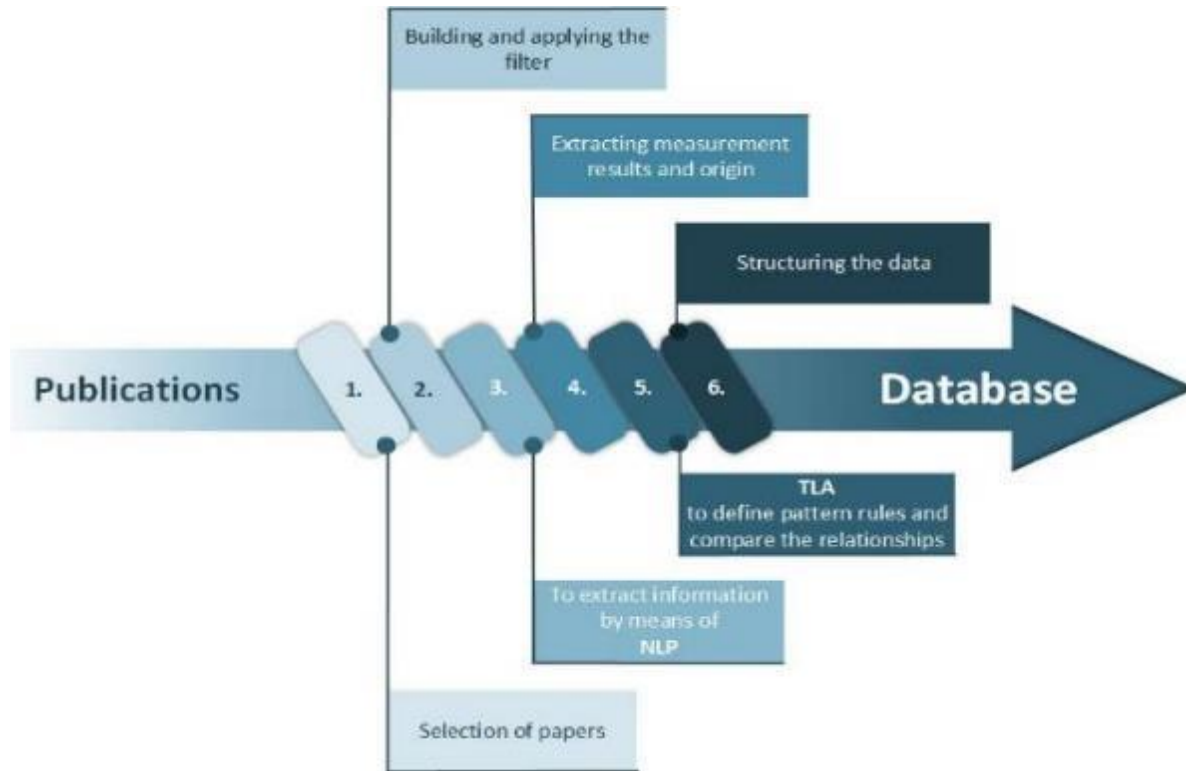 Building and applying the
filter
Extracting measurement
results and origin
Structuring the data
Publications
1.
2.
3.
4.
5.
6.
Database
TLA
to define pattern rules and
compare the relationships
To extract information
by means of
NLP
Selection of papers